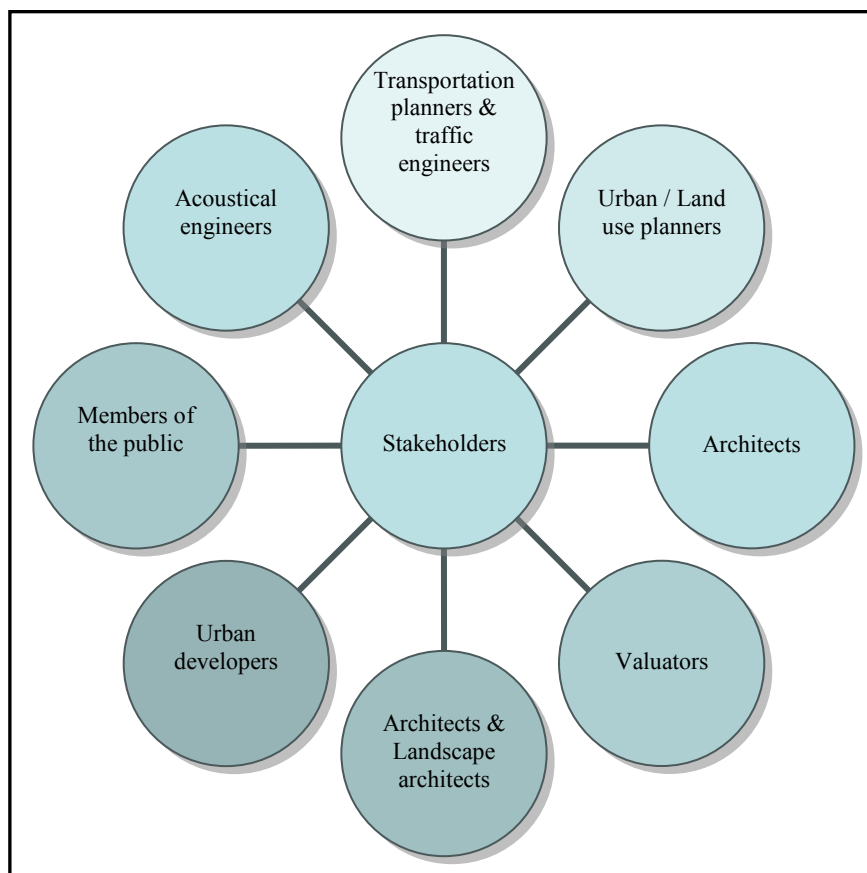 Transportation
planners &
traffic
engineers
Acoustical
engineers
Urban / Land
use planners
Members of
the public
Stakeholders
Architects
Urban
developers
Valuators
Architects &
Landscape
architects